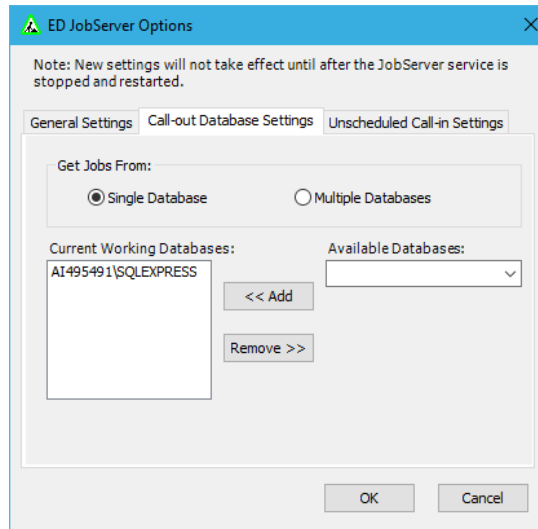 ED JobServer Options
Note: New settings will not take effect until after the JobServer service is
stopped and restarted.
General Settings Call-out Database Settings Unscheduled Call-in Settings
Get Jobs From:
Single Database Multiple Databases
Current Working Databases: Available Databases:
AI495491\SQLEXPRESS
<< Add
Remove >>
OK Cancel